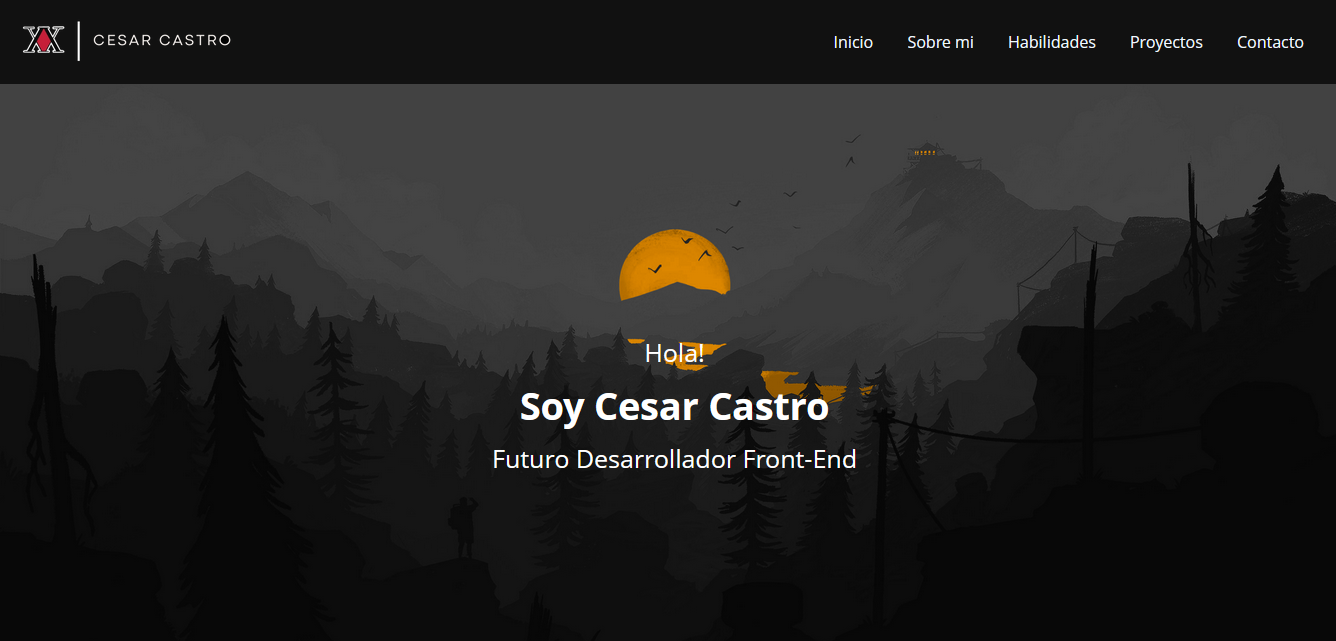 CESAR CASTRO
Inicio Sobre mi Habilidades Proyectos Contacto
Hola!
Soy Cesar Castro
Futuro Desarrollador Front-End